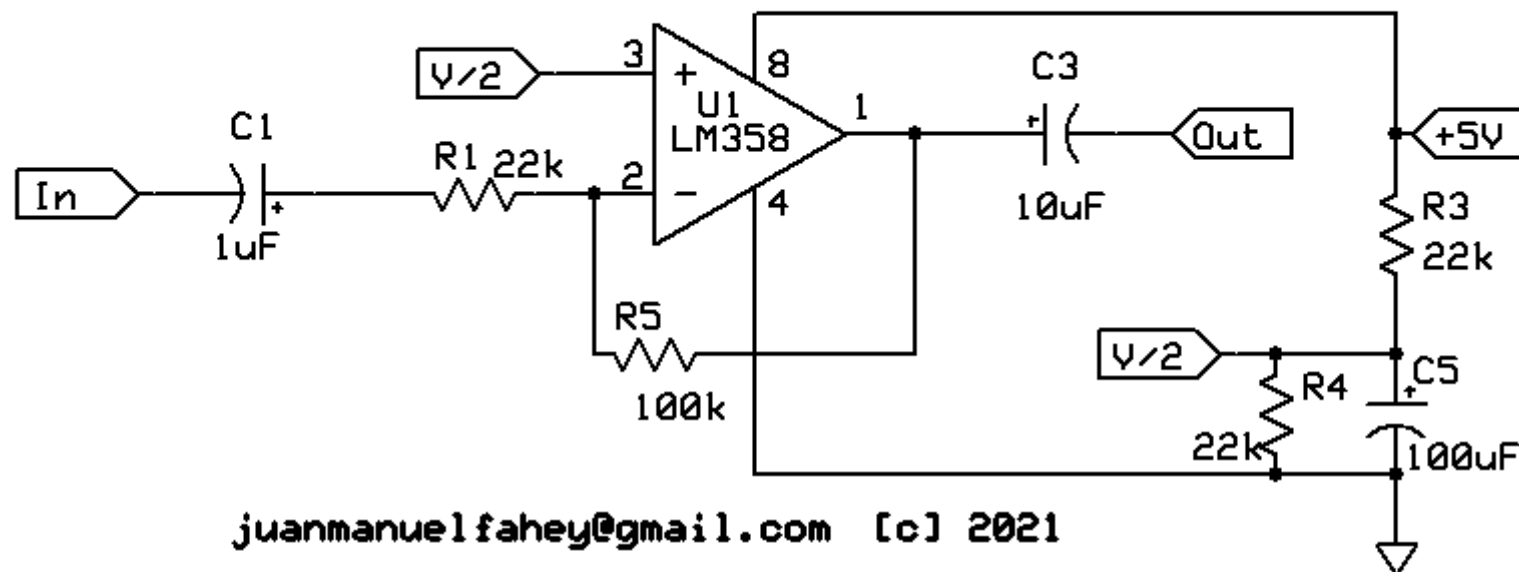 V/2
3
+
8
U1
LM358
1
C3
+
Out
10uF
+5V
C1
In
+
1uF
R1 22k
2
-
4
R3
22k
R5
100k
V/2
R4
22k
C5
+
100uF
juanmanuelfahey@gmail.com [c] 2021